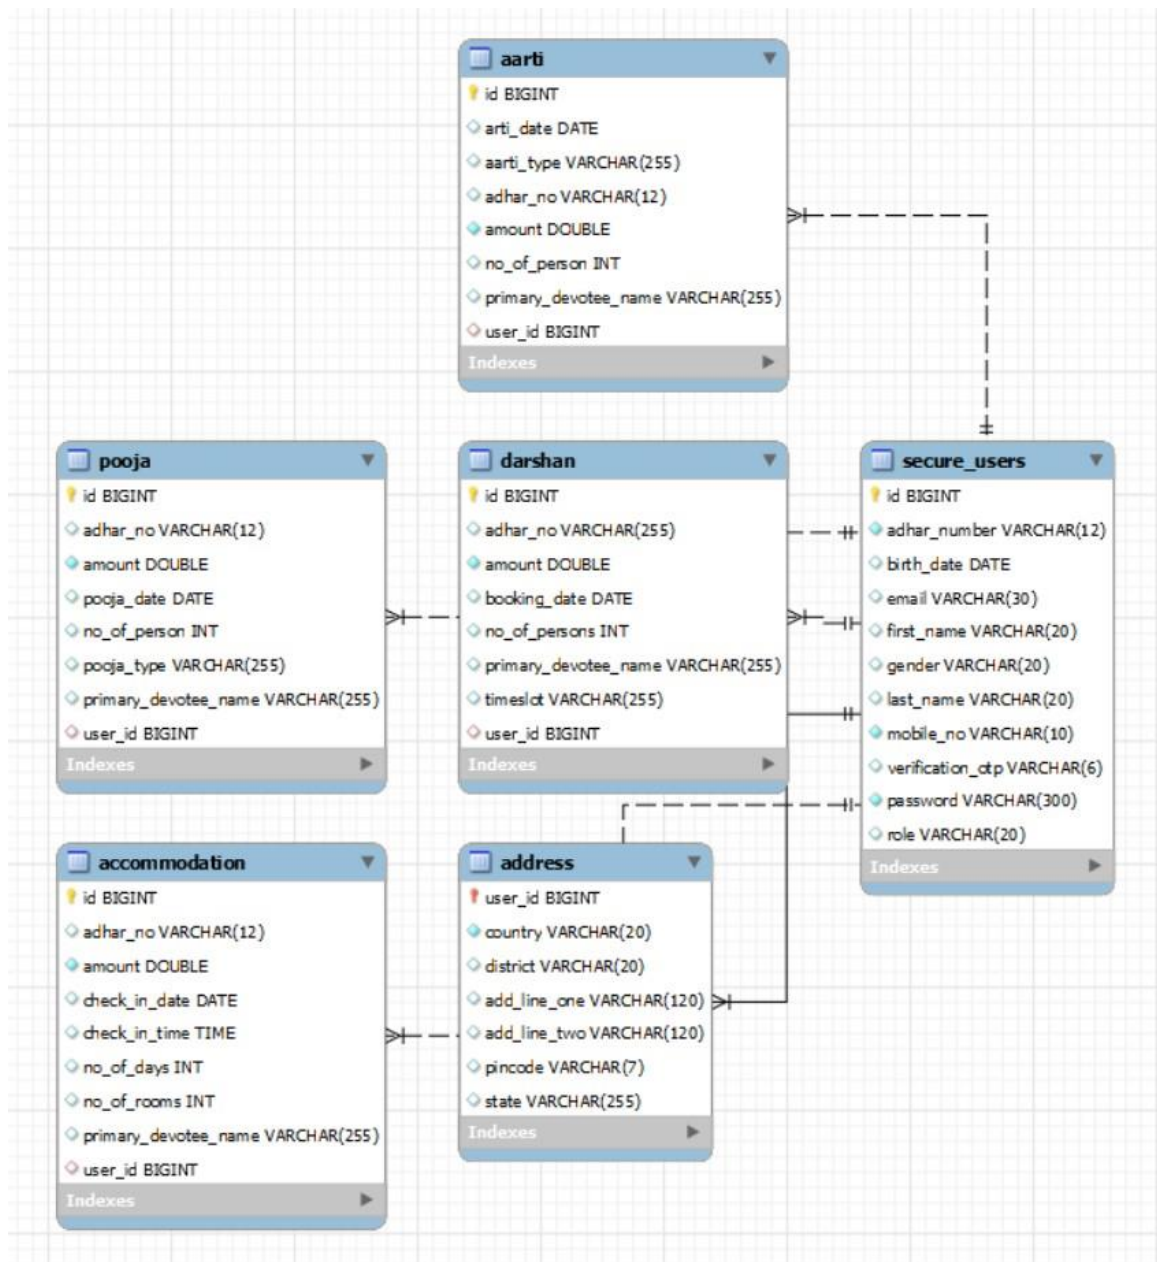 aarti
id BIGINT
arti_date DATE
aarti_type VARCHAR(255)
adhar_no VARCHAR(12)
amount DOUBLE
no_of_person INT
primary_devotee_name VARCHAR(255)
user_id BIGINT
Indexes
pooja
id BIGINT
adhar_no VARCHAR(12)
amount DOUBLE
pooja_date DATE
no_of_person INT
pooja_type VARCHAR(255)
primary_devotee_name VARCHAR(255)
user_id BIGINT
Indexes
darshan
id BIGINT
adhar_no VARCHAR(255)
amount DOUBLE
booking_date DATE
no_of_persons INT
primary_devotee_name VARCHAR(255)
timeslot VARCHAR(255)
user_id BIGINT
Indexes
secure_users
id BIGINT
adhar_number VARCHAR(12)
birth_date DATE
email VARCHAR(30)
first_name VARCHAR(20)
gender VARCHAR(20)
last_name VARCHAR(20)
mobile_no VARCHAR(10)
verification_otp VARCHAR(6)
password VARCHAR(300)
role VARCHAR(20)
Indexes
accommodation
id BIGINT
adhar_no VARCHAR(12)
amount DOUBLE
check_in_date DATE
check_in_time TIME
no_of_days INT
no_of_rooms INT
primary_devotee_name VARCHAR(255)
user_id BIGINT
Indexes
address
user_id BIGINT
country VARCHAR(20)
district VARCHAR(20)
add_line_one VARCHAR(120)
add_line_two VARCHAR(120)
pincode VARCHAR(7)
state VARCHAR(255)
Indexes